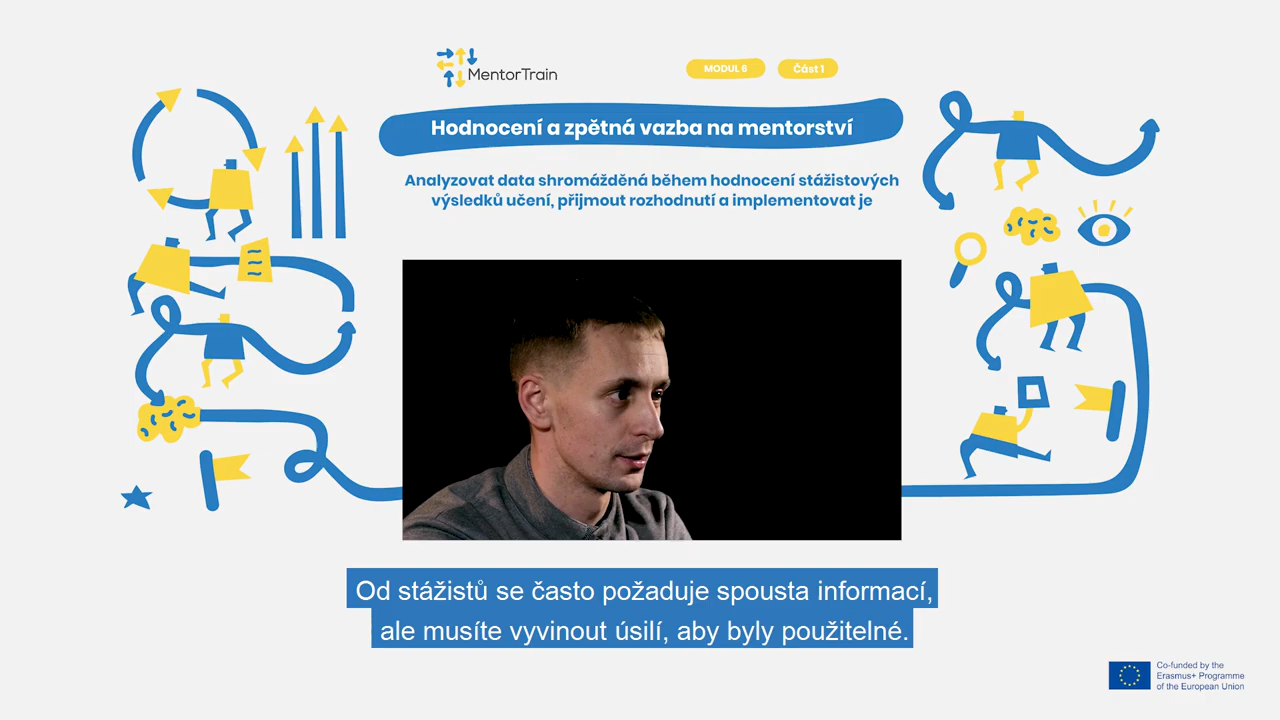 MentorTrain
MODUL 6
Část 1
Hodnocení a zpětná vazba na mentorství
Analyzovat data shromážděná během hodnocení stážistových
výsledků učení, přijmout rozhodnutí a implementovat je
Od stážistů se často požaduje spousta informací,
ale musíte vyvinout úsilí, aby byly použitelné.
Co-funded by the
Erasmus+ Programme
of the European Union